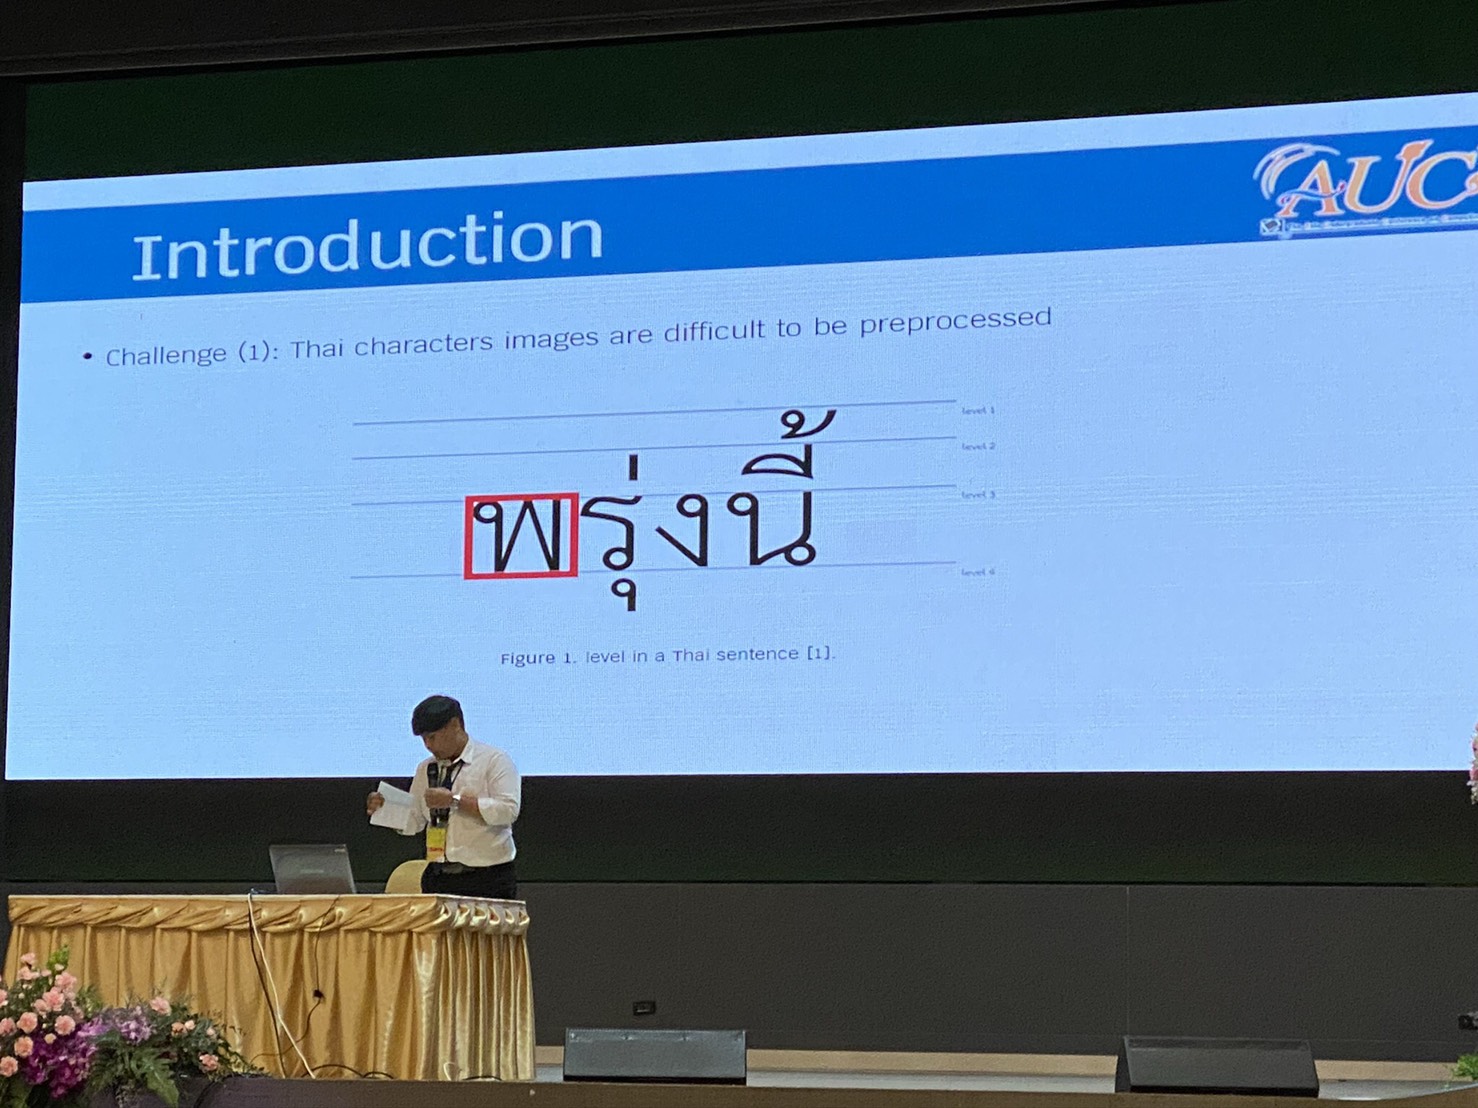 Introduction
AUC
• Challenge (1): Thai characters images are difficult to be preprocessed
level 1
level 2
level 3
พรุ่งนี้
level 4
Figure 1. level in a Thai sentence [1].